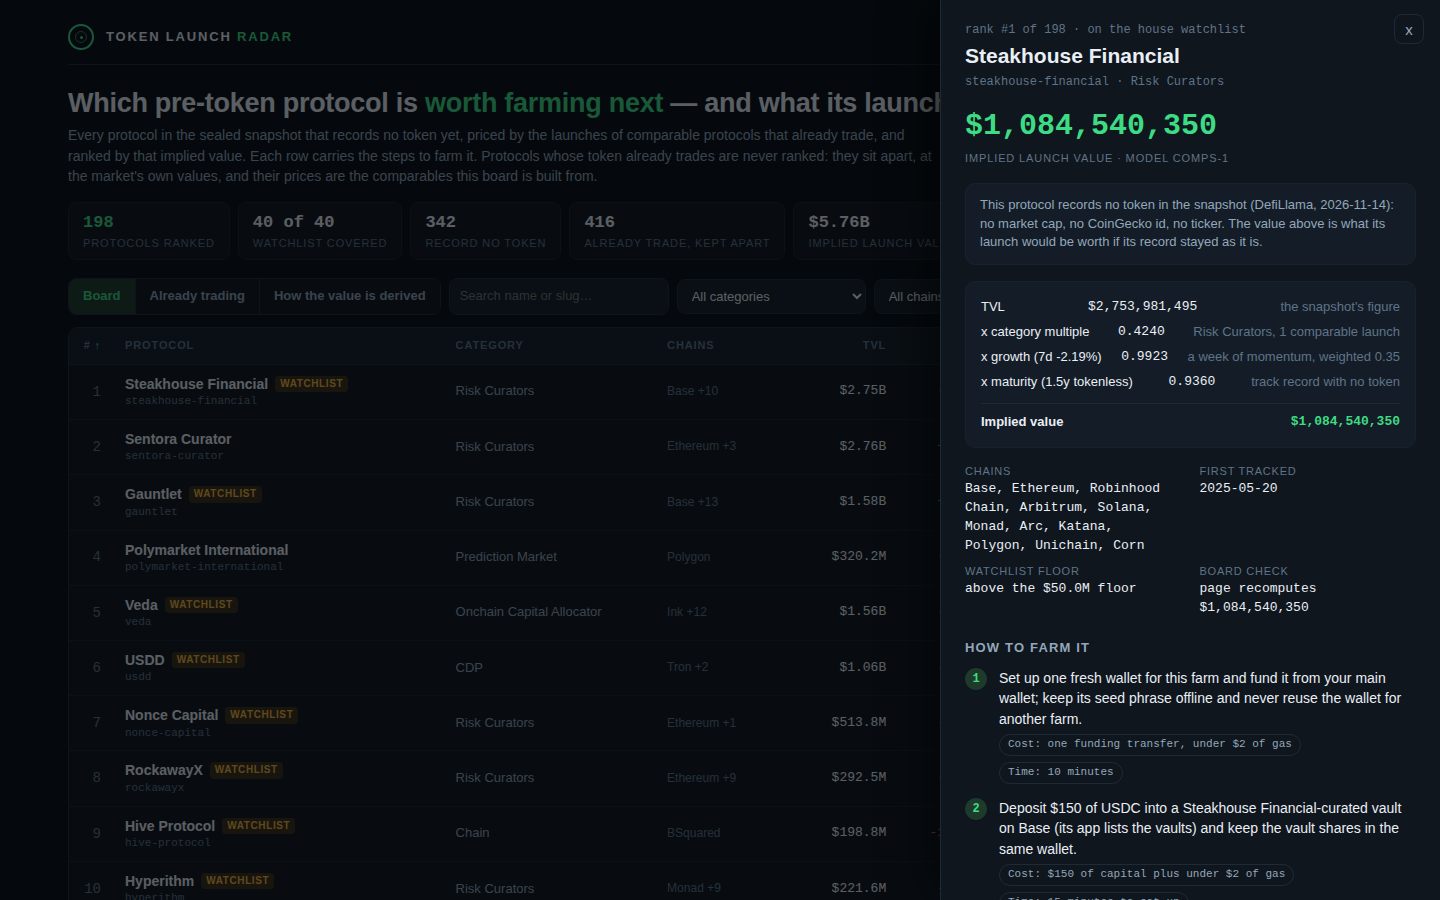 TOKEN LAUNCH RADAR
Which pre-token protocol is worth farming next — and what its launch
Every protocol in the sealed snapshot that records no token yet, priced by the launches of comparable protocols that already trade, and
ranked by that implied value. Each row carries the steps to farm it. Protocols whose token already trades are never ranked: they sit apart, at
the market's own values, and their prices are the comparables this board is built from.
198
PROTOCOLS RANKED
40 of 40
WATCHLIST COVERED
342
RECORD NO TOKEN
416
ALREADY TRADE, KEPT APART
$5.76B
IMPLIED LAUNCH VAL
Board Already trading How the value is derived Search name or slug… All categories All chains
# ↑ PROTOCOL CATEGORY CHAINS TVL
1 Steakhouse Financial WATCHLIST Risk Curators Base +10 $2.75B
steakhouse-financial
2 Sentora Curator Risk Curators Ethereum +3 $2.76B
sentora-curator
3 Gauntlet WATCHLIST Risk Curators Base +13 $1.58B
gauntlet
4 Polymarket International Prediction Market Polygon $320.2M
polymarket-international
5 Veda WATCHLIST Onchain Capital Allocator Ink +12 $1.56B
veda
6 USDD WATCHLIST CDP Tron +2 $1.06B
usdd
7 Nonce Capital WATCHLIST Risk Curators Ethereum +1 $513.8M
nonce-capital
8 RockawayX WATCHLIST Risk Curators Ethereum +9 $292.5M
rockawayx
9 Hive Protocol WATCHLIST Chain BSquared $198.8M
hive-protocol
10 Hyperithm WATCHLIST Risk Curators Monad +9 $221.6M
hyperithm
rank #1 of 198 · on the house watchlist
x
Steakhouse Financial
steakhouse-financial · Risk Curators
$1,084,540,350
IMPLIED LAUNCH VALUE · MODEL COMPS-1
This protocol records no token in the snapshot (DefiLlama, 2026-11-14):
no market cap, no CoinGecko id, no ticker. The value above is what its
launch would be worth if its record stayed as it is.
TVL $2,753,981,495 the snapshot's figure
x category multiple 0.4240 Risk Curators, 1 comparable launch
x growth (7d -2.19%) 0.9923 a week of momentum, weighted 0.35
x maturity (1.5y tokenless) 0.9360 track record with no token
Implied value $1,084,540,350
CHAINS
Base, Ethereum, Robinhood
Chain, Arbitrum, Solana,
Monad, Arc, Katana,
Polygon, Unichain, Corn
FIRST TRACKED
2025-05-20
WATCHLIST FLOOR
above the $50.0M floor
BOARD CHECK
page recomputes
$1,084,540,350
HOW TO FARM IT
1 Set up one fresh wallet for this farm and fund it from your main
wallet; keep its seed phrase offline and never reuse the wallet for
another farm.
Cost: one funding transfer, under $2 of gas
Time: 10 minutes
2 Deposit $150 of USDC into a Steakhouse Financial-curated vault
on Base (its app lists the vaults) and keep the vault shares in the
same wallet.
Cost: $150 of capital plus under $2 of gas